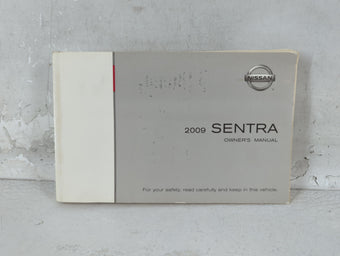 NISSAN
2009 SENTRA
OWNER'S MANUAL
For your safety, read carefully and keep in this vehicle.